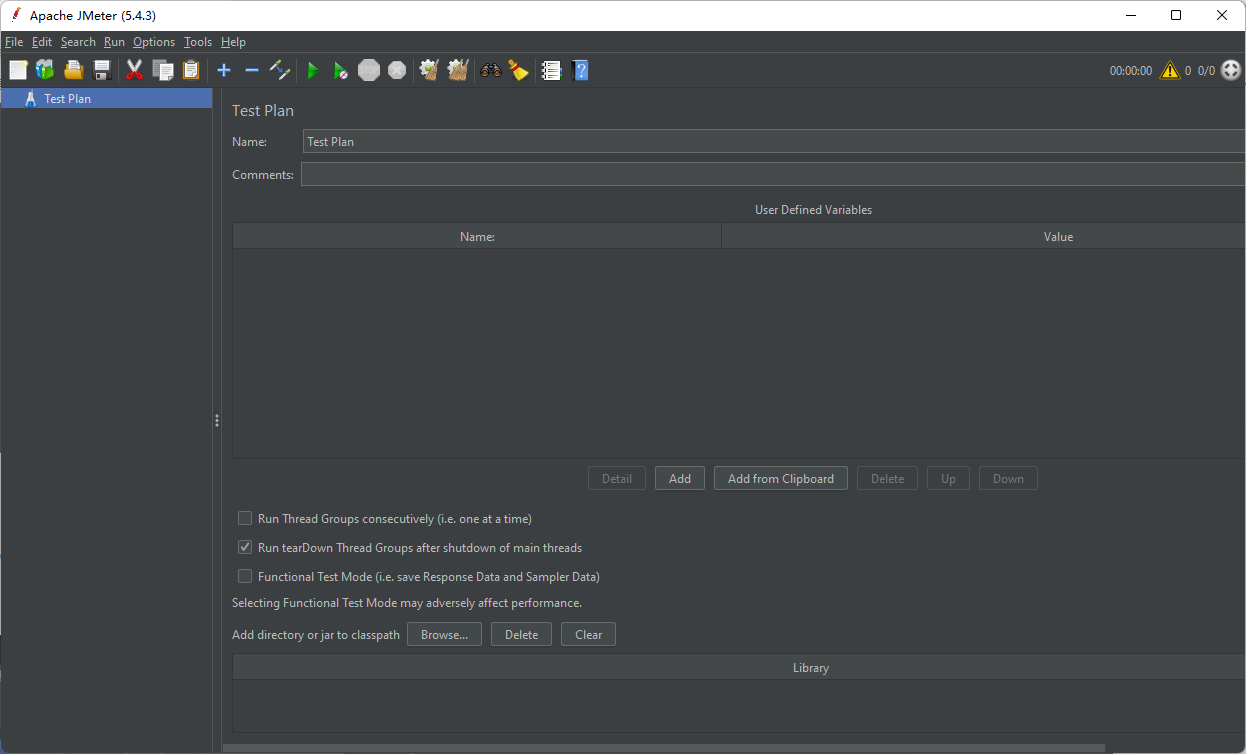 Apache JMeter (5.4.3)
File Edit Search Run Options Tools Help
00:00:00 0 0/0
Test Plan
Test Plan
Name: Test Plan
Comments:
User Defined Variables
Name: Value
Detail Add Add from Clipboard Delete Up Down
Run Thread Groups consecutively (i.e. one at a time)
Run tearDown Thread Groups after shutdown of main threads
Functional Test Mode (i.e. save Response Data and Sampler Data)
Selecting Functional Test Mode may adversely affect performance.
Add directory or jar to classpath Browse... Delete Clear
Library